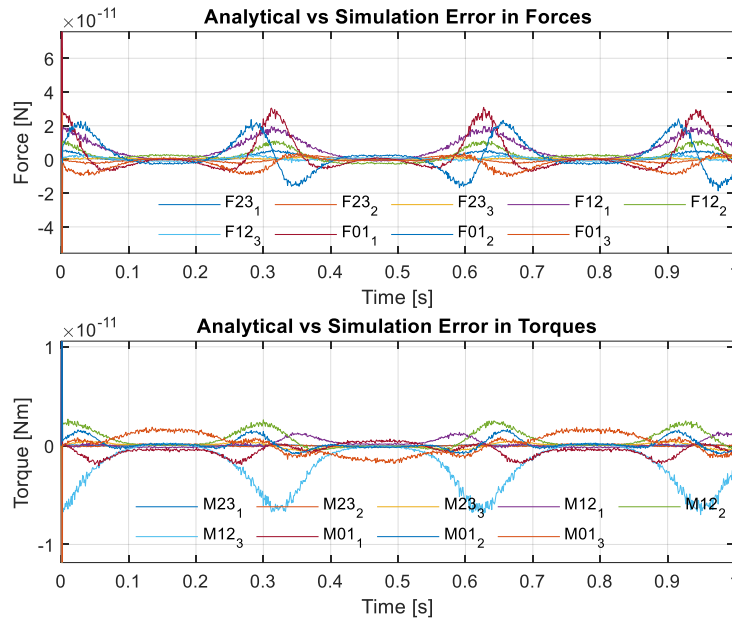 ×10⁻¹¹
Analytical vs Simulation Error in Forces
6
4
2
0
-2
-4
Force [N]
F23₁ F23₂ F23₃ F12₁ F12₂
F12₃ F01₁ F01₂ F01₃
0 0.1 0.2 0.3 0.4 0.5 0.6 0.7 0.8 0.9 1
Time [s]
×10⁻¹¹
Analytical vs Simulation Error in Torques
1
0
-1
Torque [Nm]
M23₁ M23₂ M23₃ M12₁ M12₂
M12₃ M01₁ M01₂ M01₃
0 0.1 0.2 0.3 0.4 0.5 0.6 0.7 0.8 0.9 1
Time [s]